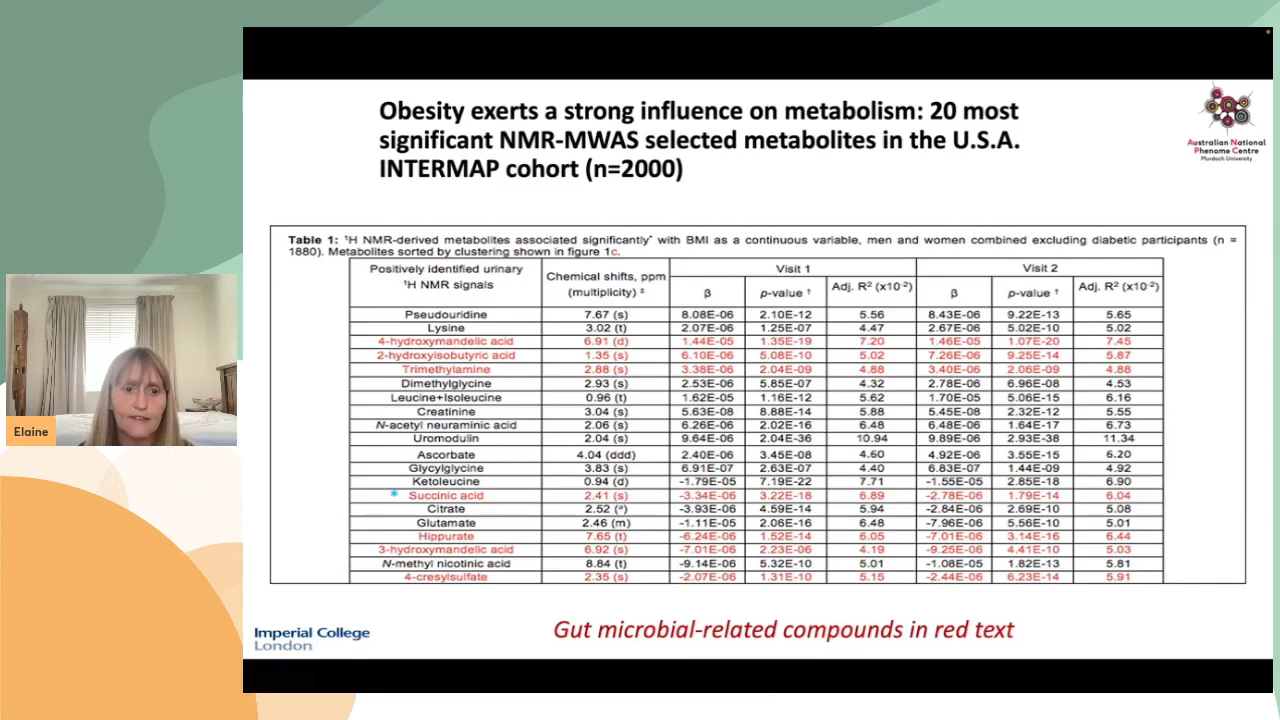 Obesity exerts a strong influence on metabolism: 20 most
significant NMR-MWAS selected metabolites in the U.S.A.
INTERMAP cohort (n=2000)
Australian National
Phenome Centre
Murdoch University
Table 1: ¹H NMR-derived metabolites associated significantly* with BMI as a continuous variable, men and women combined excluding diabetic participants (n =
1880). Metabolites sorted by clustering shown in figure 1c.
Positively identified urinary ¹H NMR signals Chemical shifts, ppm (multiplicity) ‡ Visit 1 Visit 2
β p-value † Adj. R² (x10⁻²) β p-value † Adj. R² (x10⁻²)
Pseudouridine 7.67 (s) 8.08E-06 2.10E-12 5.56 8.43E-06 9.22E-13 5.65
Lysine 3.02 (t) 2.07E-06 1.25E-07 4.47 2.67E-06 5.02E-10 5.02
4-hydroxymandelic acid 6.91 (d) 1.44E-05 1.35E-19 7.20 1.46E-05 1.07E-20 7.45
2-hydroxyisobutyric acid 1.35 (s) 6.10E-06 5.08E-10 5.02 7.26E-06 9.25E-14 5.87
Trimethylamine 2.88 (s) 3.38E-06 2.04E-09 4.88 3.40E-06 2.06E-09 4.88
Dimethylglycine 2.93 (s) 2.53E-06 5.85E-07 4.32 2.78E-06 6.96E-08 4.53
Leucine+Isoleucine 0.96 (t) 1.62E-05 1.16E-12 5.62 1.70E-05 5.06E-15 6.16
Creatinine 3.04 (s) 5.63E-08 8.88E-14 5.88 5.45E-08 2.32E-12 5.55
N-acetyl neuraminic acid 2.06 (s) 6.26E-06 2.02E-16 6.48 6.48E-06 1.64E-17 6.73
Uromodulin 2.04 (s) 9.64E-06 2.04E-36 10.94 9.89E-06 2.93E-38 11.34
Ascorbate 4.04 (ddd) 2.40E-06 3.45E-08 4.60 4.92E-06 3.55E-15 6.20
Glycylglycine 3.83 (s) 6.91E-07 2.63E-07 4.40 6.83E-07 1.44E-09 4.92
Ketoleucine 0.94 (d) -1.79E-05 7.19E-22 7.71 -1.55E-05 2.85E-18 6.90
* Succinic acid 2.41 (s) -3.34E-06 3.22E-18 6.89 -2.78E-06 1.79E-14 6.04
Citrate 2.52 (ª) -3.93E-06 4.59E-14 5.94 -2.84E-06 2.69E-10 5.08
Glutamate 2.46 (m) -1.11E-05 2.06E-16 6.48 -7.96E-06 5.56E-10 5.01
Hippurate 7.65 (t) -6.24E-06 1.52E-14 6.05 -7.01E-06 3.14E-16 6.44
3-hydroxymandelic acid 6.92 (s) -7.01E-06 2.23E-06 4.19 -9.25E-06 4.41E-10 5.03
N-methyl nicotinic acid 8.84 (t) -9.14E-06 5.32E-10 5.01 -1.08E-05 1.82E-13 5.81
4-cresylsulfate 2.35 (s) -2.07E-06 1.31E-10 5.15 -2.44E-06 6.23E-14 5.91
Elaine
Gut microbial-related compounds in red text
Imperial College
London